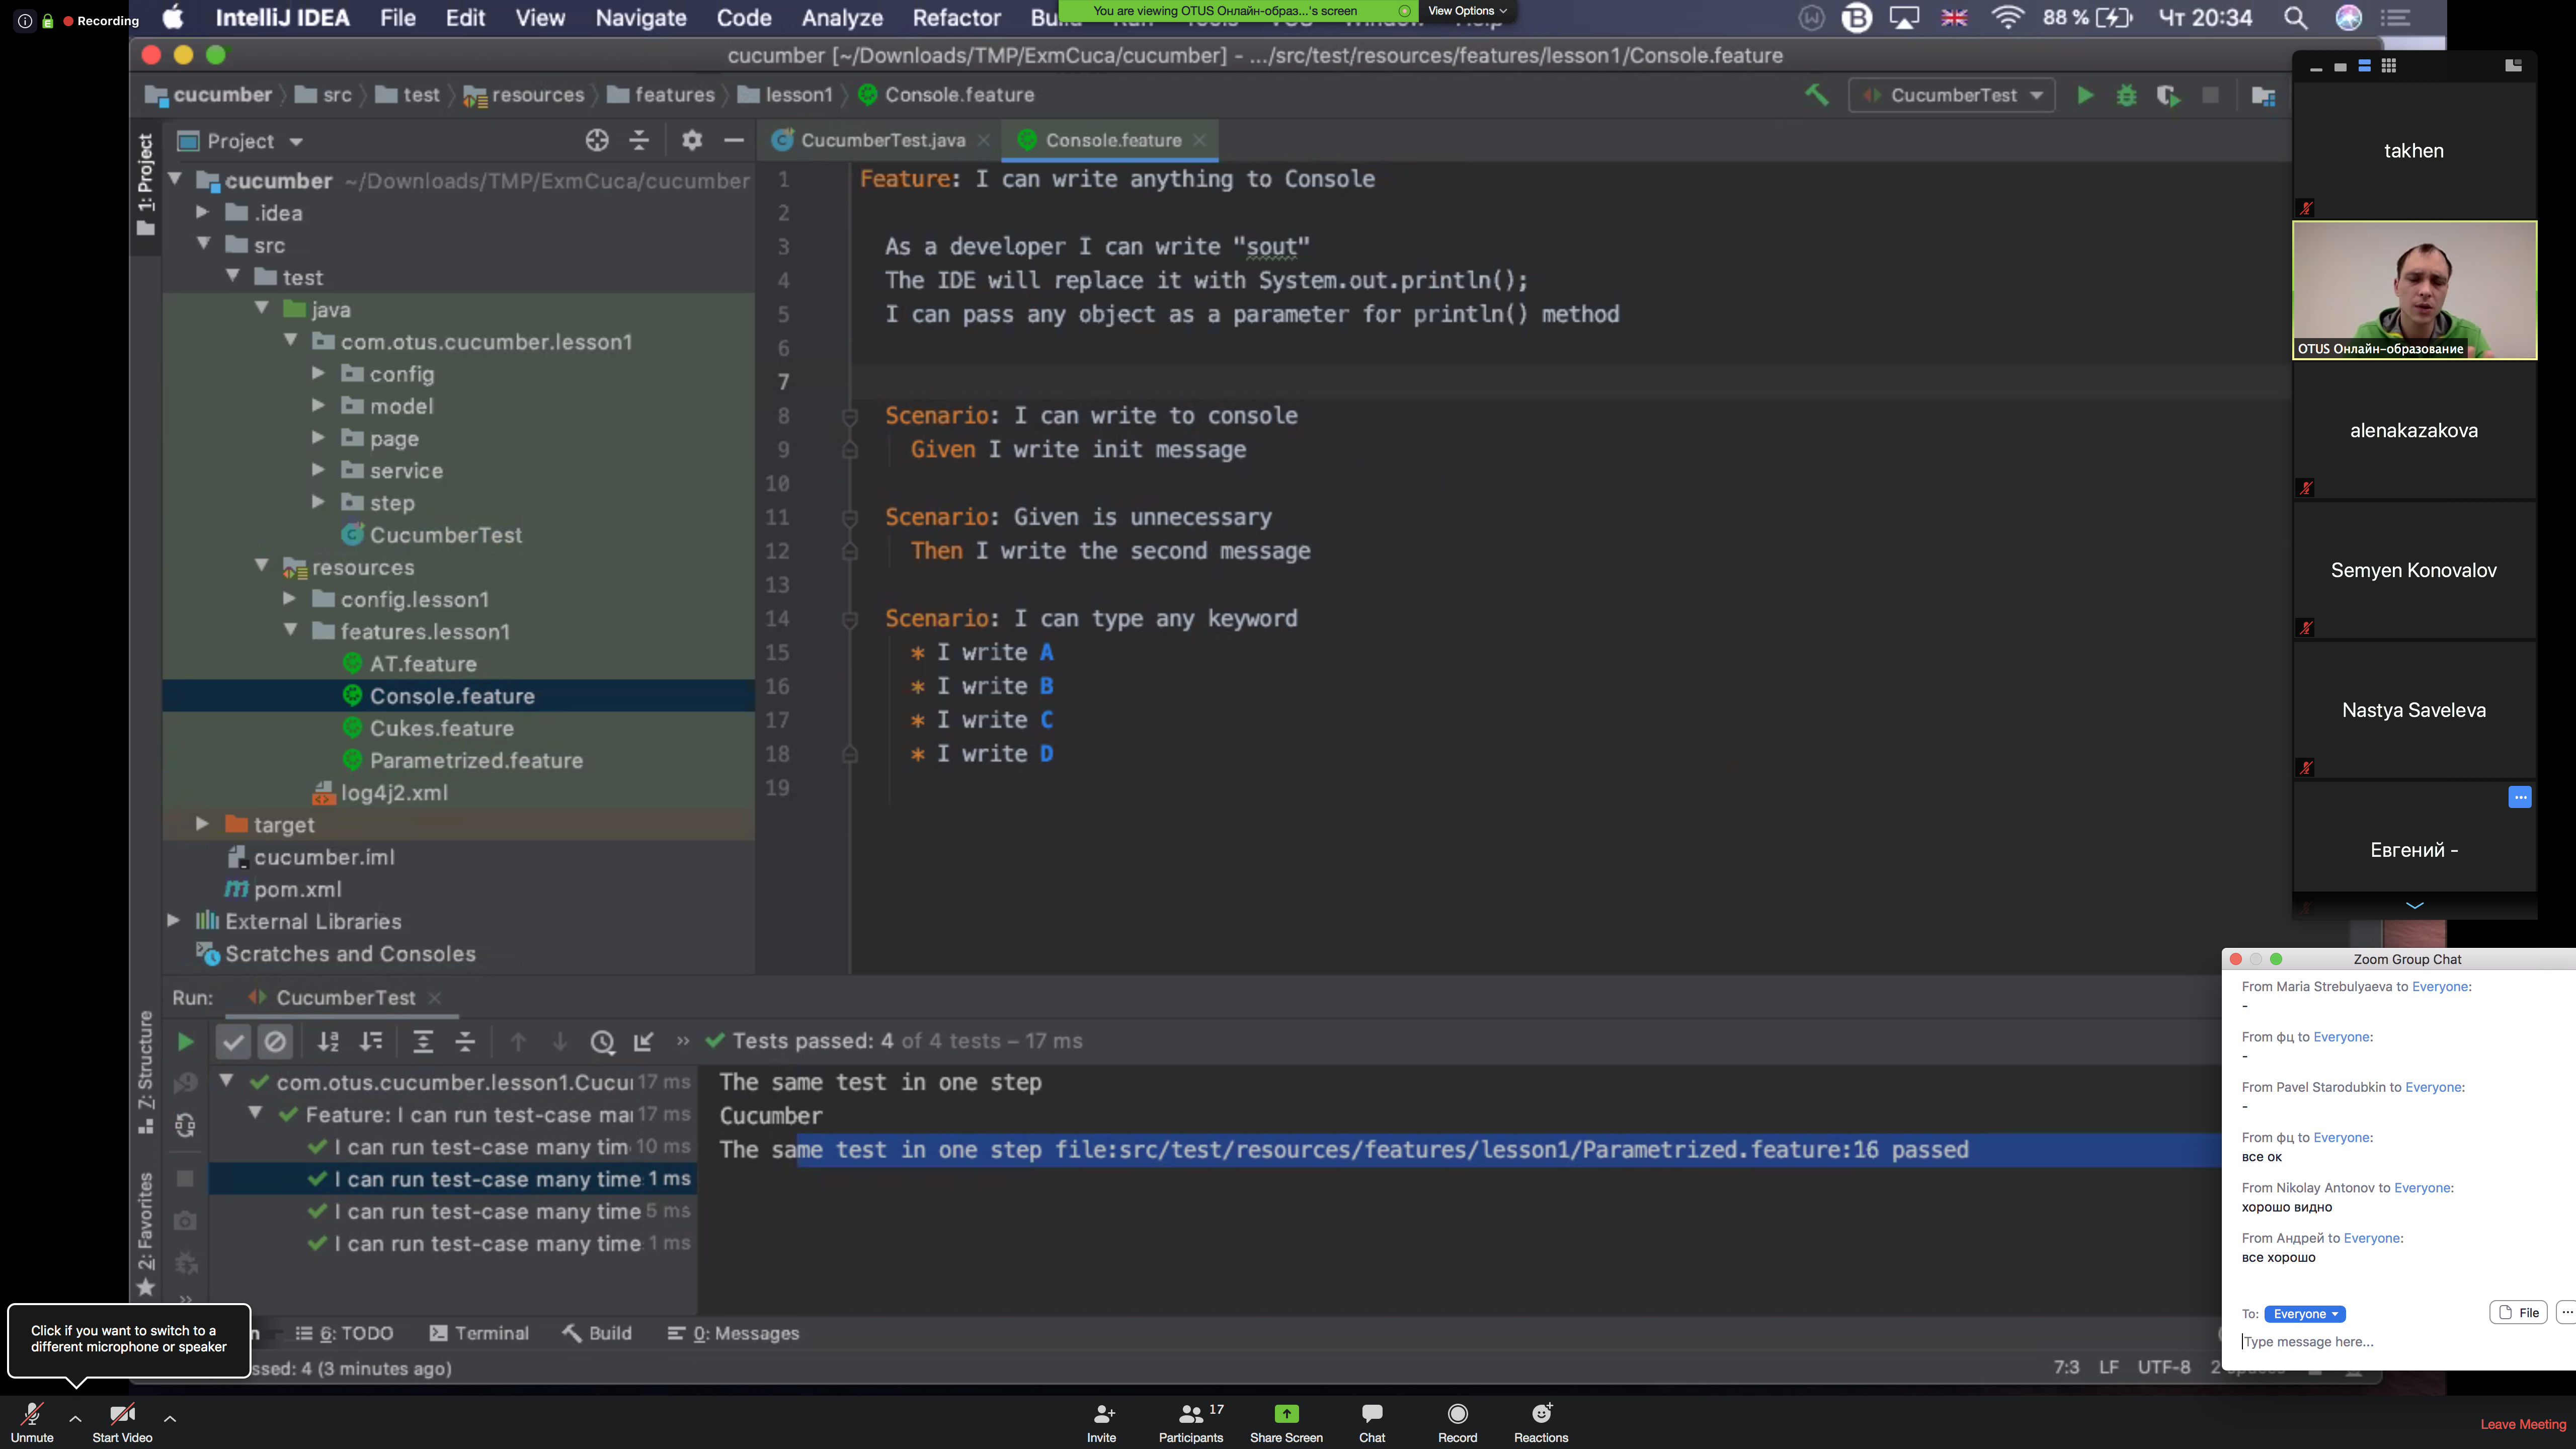 Recording
IntelliJ IDEA File Edit View Navigate Code Analyze Refactor
You are viewing OTUS Онлайн-образ...'s screen View Options
88 % Чт 20:34
cucumber [~/Downloads/TMP/ExmCuca/cucumber] - .../src/test/resources/features/lesson1/Console.feature
cucumber src test resources features lesson1 Console.feature
CucumberTest
1: Project
Project
CucumberTest.java
Console.feature
cucumber ~/Downloads/TMP/ExmCuca/cucumber
.idea
src
test
java
com.otus.cucumber.lesson1
config
model
page
service
step
CucumberTest
resources
config.lesson1
features.lesson1
AT.feature
Console.feature
Cukes.feature
Parametrized.feature
log4j2.xml
target
cucumber.iml
pom.xml
External Libraries
Scratches and Consoles
1 Feature: I can write anything to Console
2
3 As a developer I can write "sout"
4 The IDE will replace it with System.out.println();
5 I can pass any object as a parameter for println() method
6
7
8 Scenario: I can write to console
9 Given I write init message
10
11 Scenario: Given is unnecessary
12 Then I write the second message
13
14 Scenario: I can type any keyword
15 * I write A
16 * I write B
17 * I write C
18 * I write D
19
takhen
OTUS Онлайн-образование
alenakazakova
Semyen Konovalov
Nastya Saveleva
Евгений -
Run: CucumberTest
Z: Structure
2: Favorites
Tests passed: 4 of 4 tests – 17 ms
com.otus.cucumber.lesson1.Cucu 17 ms
Feature: I can run test-case ma 17 ms
I can run test-case many tim 10 ms
I can run test-case many time 1 ms
I can run test-case many time 5 ms
I can run test-case many time 1 ms
The same test in one step
Cucumber
The same test in one step file:src/test/resources/features/lesson1/Parametrized.feature:16 passed
6: TODO Terminal Build 0: Messages
ssed: 4 (3 minutes ago)
7:3 LF UTF-8
Zoom Group Chat
From Maria Strebulyaeva to Everyone:
-
From фц to Everyone:
-
From Pavel Starodubkin to Everyone:
-
From фц to Everyone:
все ок
From Nikolay Antonov to Everyone:
хорошо видно
From Андрей to Everyone:
все хорошо
To: Everyone File
Type message here...
Click if you want to switch to a
different microphone or speaker
Unmute
Start Video
Invite
Participants 17
Share Screen
Chat
Record
Reactions
Leave Meeting